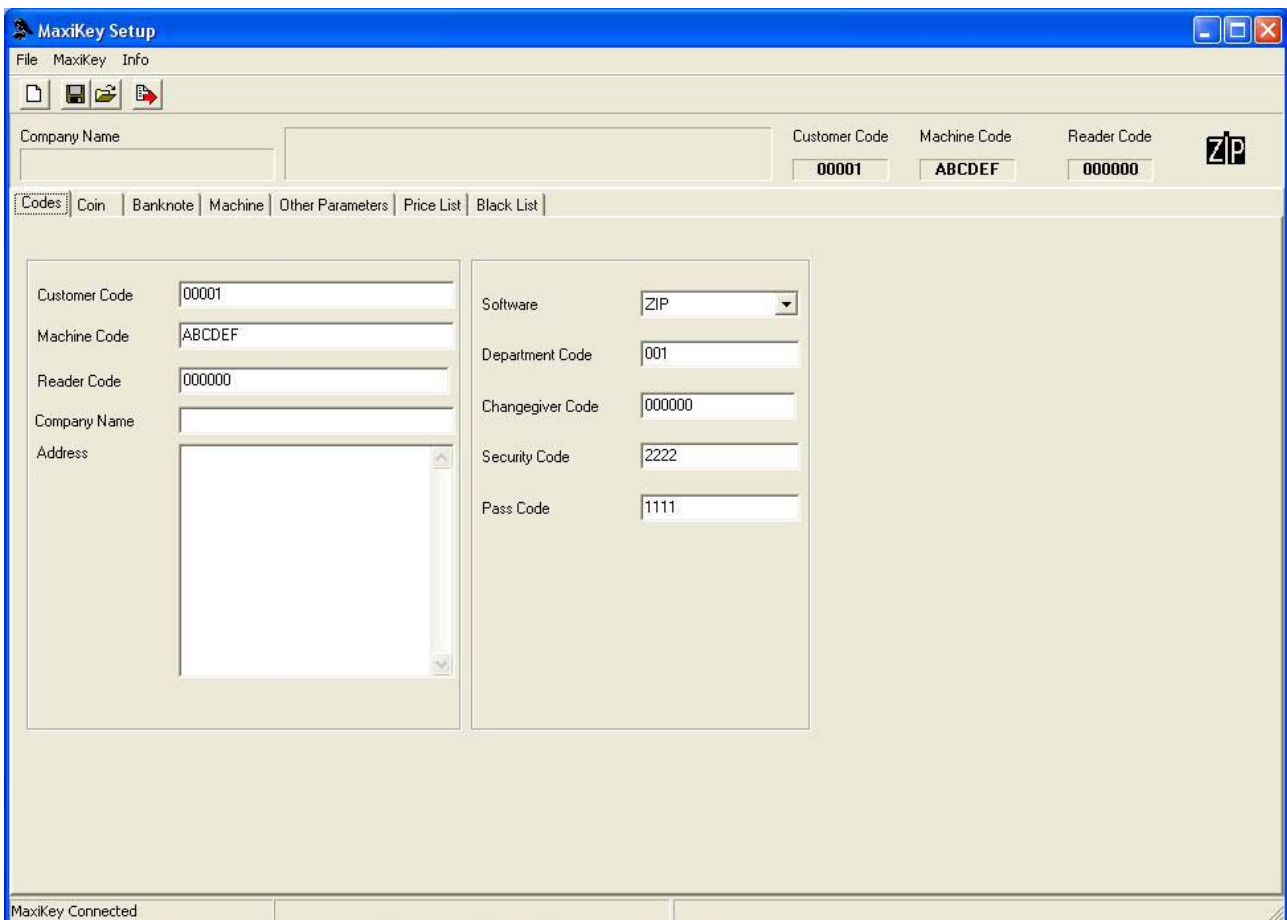 MaxiKey Setup
File MaxiKey Info
Company Name Customer Code Machine Code Reader Code
00001 ABCDEF 000000
ZIP
Codes Coin Banknote Machine Other Parameters Price List Black List
Customer Code 00001
Machine Code ABCDEF
Reader Code 000000
Company Name
Address
Software ZIP
Department Code 001
Changegiver Code 000000
Security Code 2222
Pass Code 1111
MaxiKey Connected